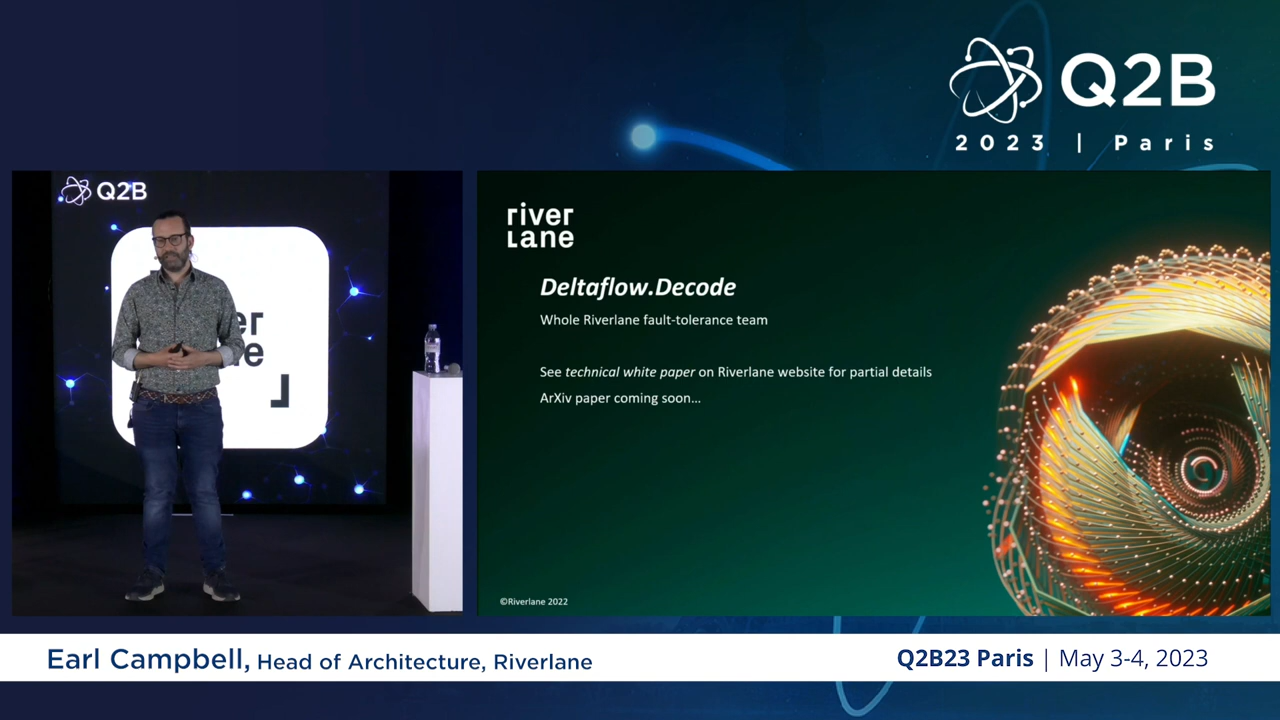 Q2B
2023 | Paris
Q2B
er
e
river
Lane
Deltaflow.Decode
Whole Riverlane fault-tolerance team
See technical white paper on Riverlane website for partial details
ArXiv paper coming soon...
©Riverlane 2022
Earl Campbell, Head of Architecture, Riverlane
Q2B23 Paris | May 3-4, 2023